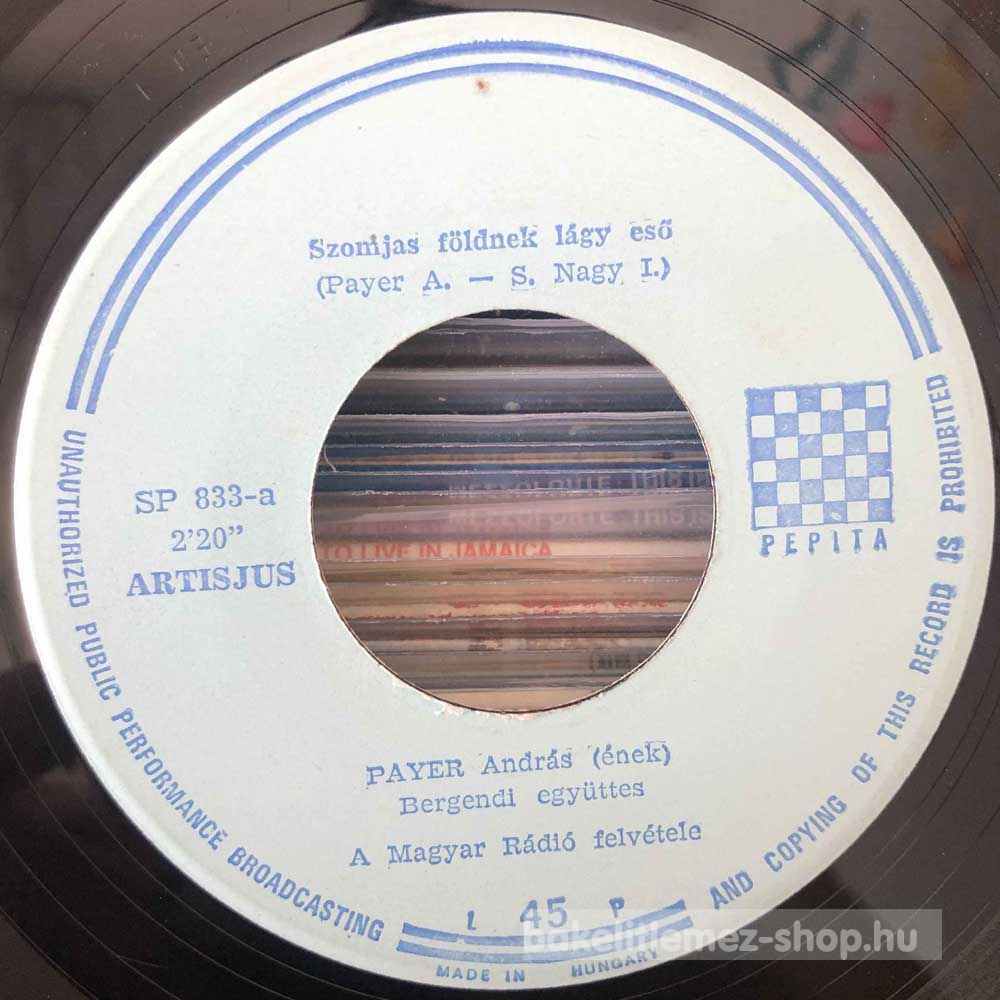 Szomjas földnek lágy eső
(Payer A. — S. Nagy I.)
SP 833-a
2'20”
ARTISJUS
PEPITA
TO LIVE IN JAMAICA
PAYER András (ének)
Bergendi együttes
A Magyar Rádió felvétele
L 45 P
MADE IN HUNGARY
UNAUTHORIZED PUBLIC PERFORMANCE BROADCASTING AND COPYING OF THIS RECORD IS PROHIBITED
bakelitlemez-shop.hu